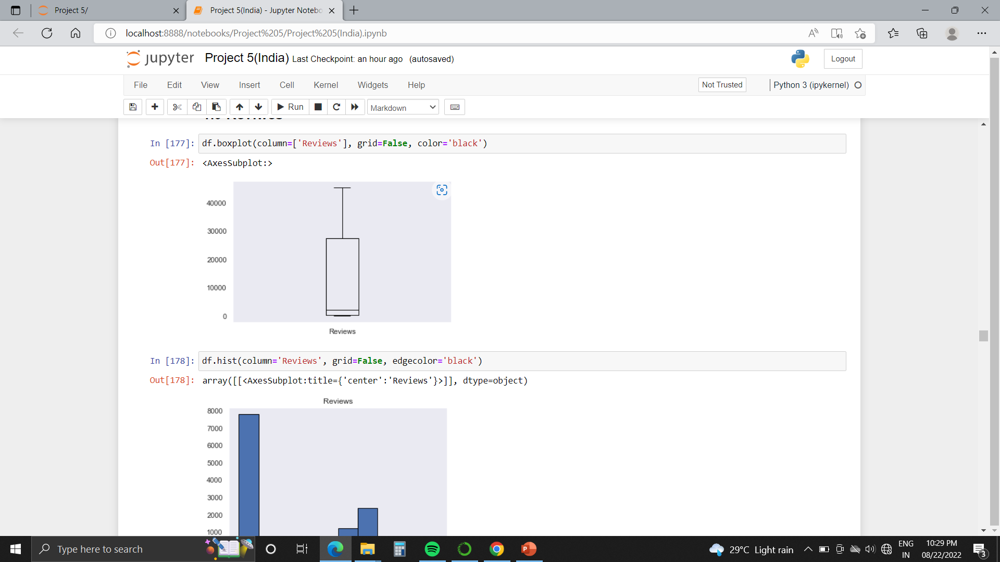 Project 5/
Project 5(India) - Jupyter Notebo
localhost:8888/notebooks/Project%205/Project%205(India).ipynb
jupyter Project 5(India) Last Checkpoint: an hour ago (autosaved)
Logout
File Edit View Insert Cell Kernel Widgets Help
Not Trusted
Python 3 (ipykernel)
Run
Markdown
In [177]: df.boxplot(column=['Reviews'], grid=False, color='black')
Out[177]: <AxesSubplot:>
40000
30000
20000
10000
0
Reviews
In [178]: df.hist(column='Reviews', grid=False, edgecolor='black')
Out[178]: array([[<AxesSubplot:title={'center':'Reviews'}>]], dtype=object)
Reviews
8000
7000
6000
5000
4000
3000
2000
1000
Type here to search
P
29°C Light rain
ENG
IN
10:29 PM
08/22/2022
3